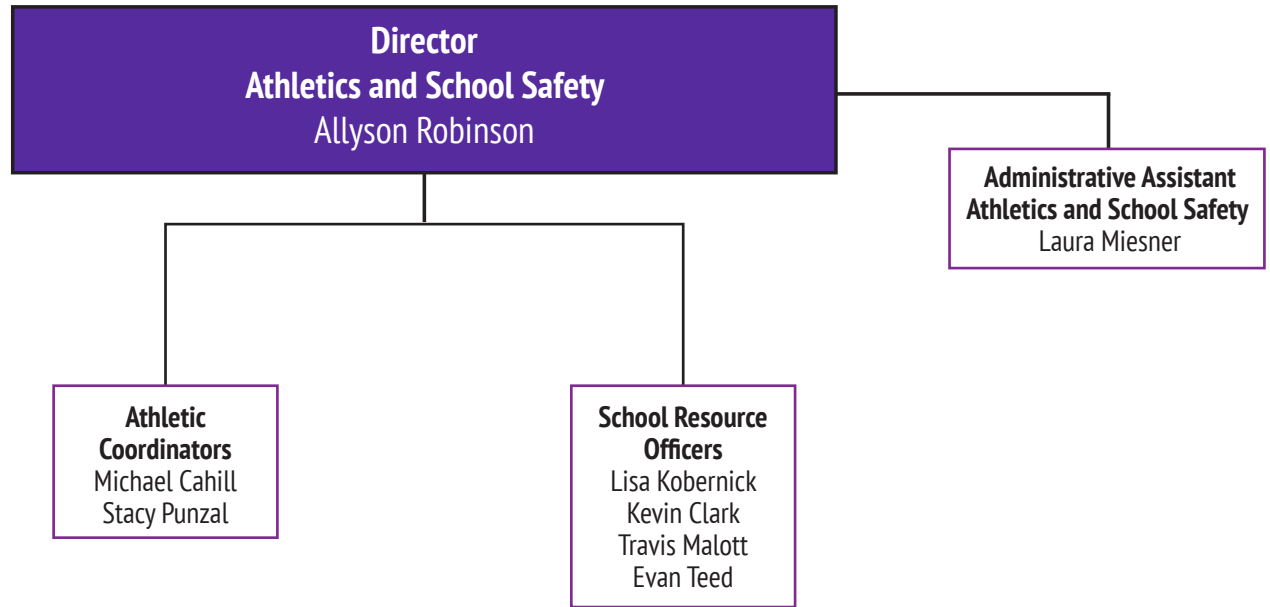 Director
Athletics and School Safety
Allyson Robinson
Administrative Assistant
Athletics and School Safety
Laura Miesner
Athletic
Coordinators
Michael Cahill
Stacy Punzal
School Resource
Officers
Lisa Kobernick
Kevin Clark
Travis Malott
Evan Teed